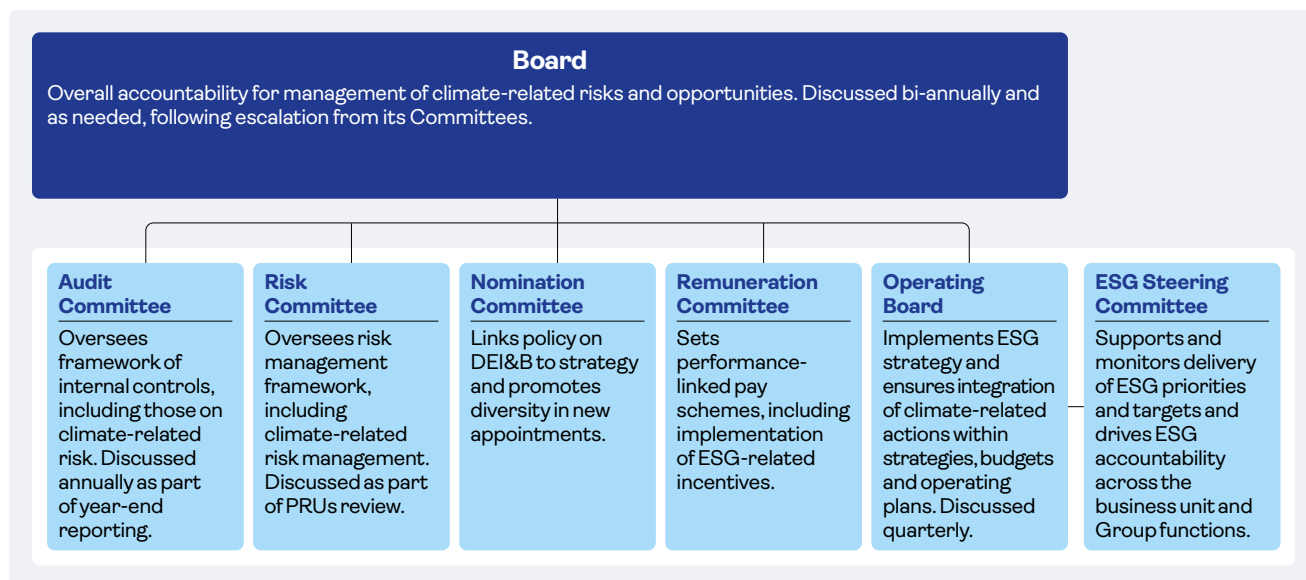 Board
Overall accountability for management of climate-related risks and opportunities. Discussed bi-annually and
as needed, following escalation from its Committees.
Audit
Committee
Oversees
framework of
internal controls,
including those on
climate-related
risk. Discussed
annually as part
of year-end
reporting.
Risk
Committee
Oversees risk
management
framework,
including
climate-related
risk management.
Discussed as part
of PRUs review.
Nomination
Committee
Links policy on
DEI&B to strategy
and promotes
diversity in new
appointments.
Remuneration
Committee
Sets
performance-
linked pay
schemes, including
implementation
of ESG-related
incentives.
Operating
Board
Implements ESG
strategy and
ensures integration
of climate-related
actions within
strategies, budgets
and operating
plans. Discussed
quarterly.
ESG Steering
Committee
Supports and
monitors delivery
of ESG priorities
and targets and
drives ESG
accountability
across the
business unit and
Group functions.